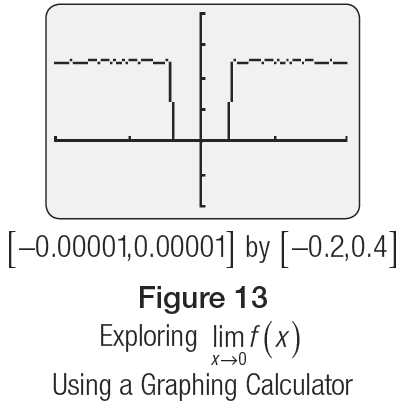 [−0.00001,0.00001] by [−0.2,0.4]
Figure 13
Exploring lim f(x)
x→0
Using a Graphing Calculator